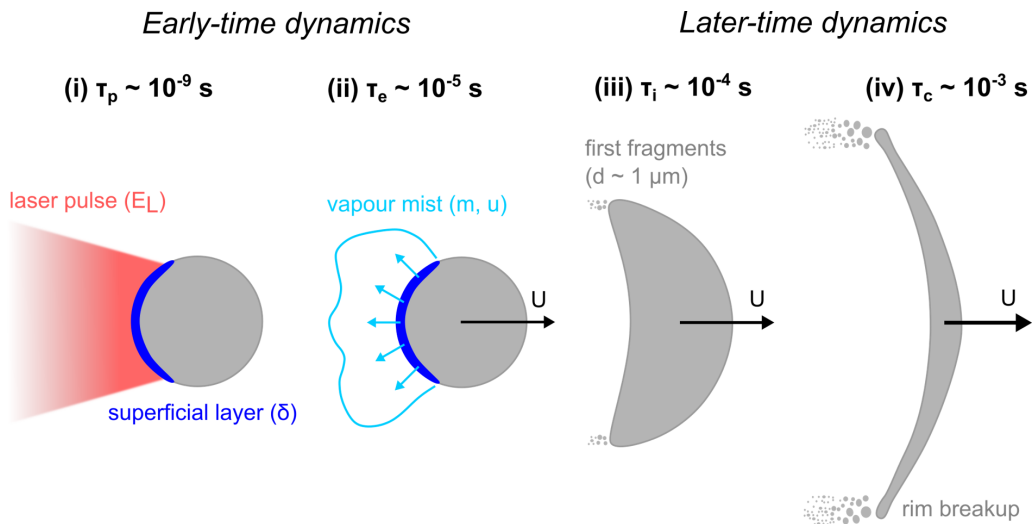 Early-time dynamics
Later-time dynamics
(i) τp ~ 10-9 s
(ii) τe ~ 10-5 s
(iii) τi ~ 10-4 s
(iv) τc ~ 10-3 s
laser pulse (EL)
superficial layer (δ)
vapour mist (m, u)
U
first fragments
(d ~ 1 μm)
U
U
rim breakup